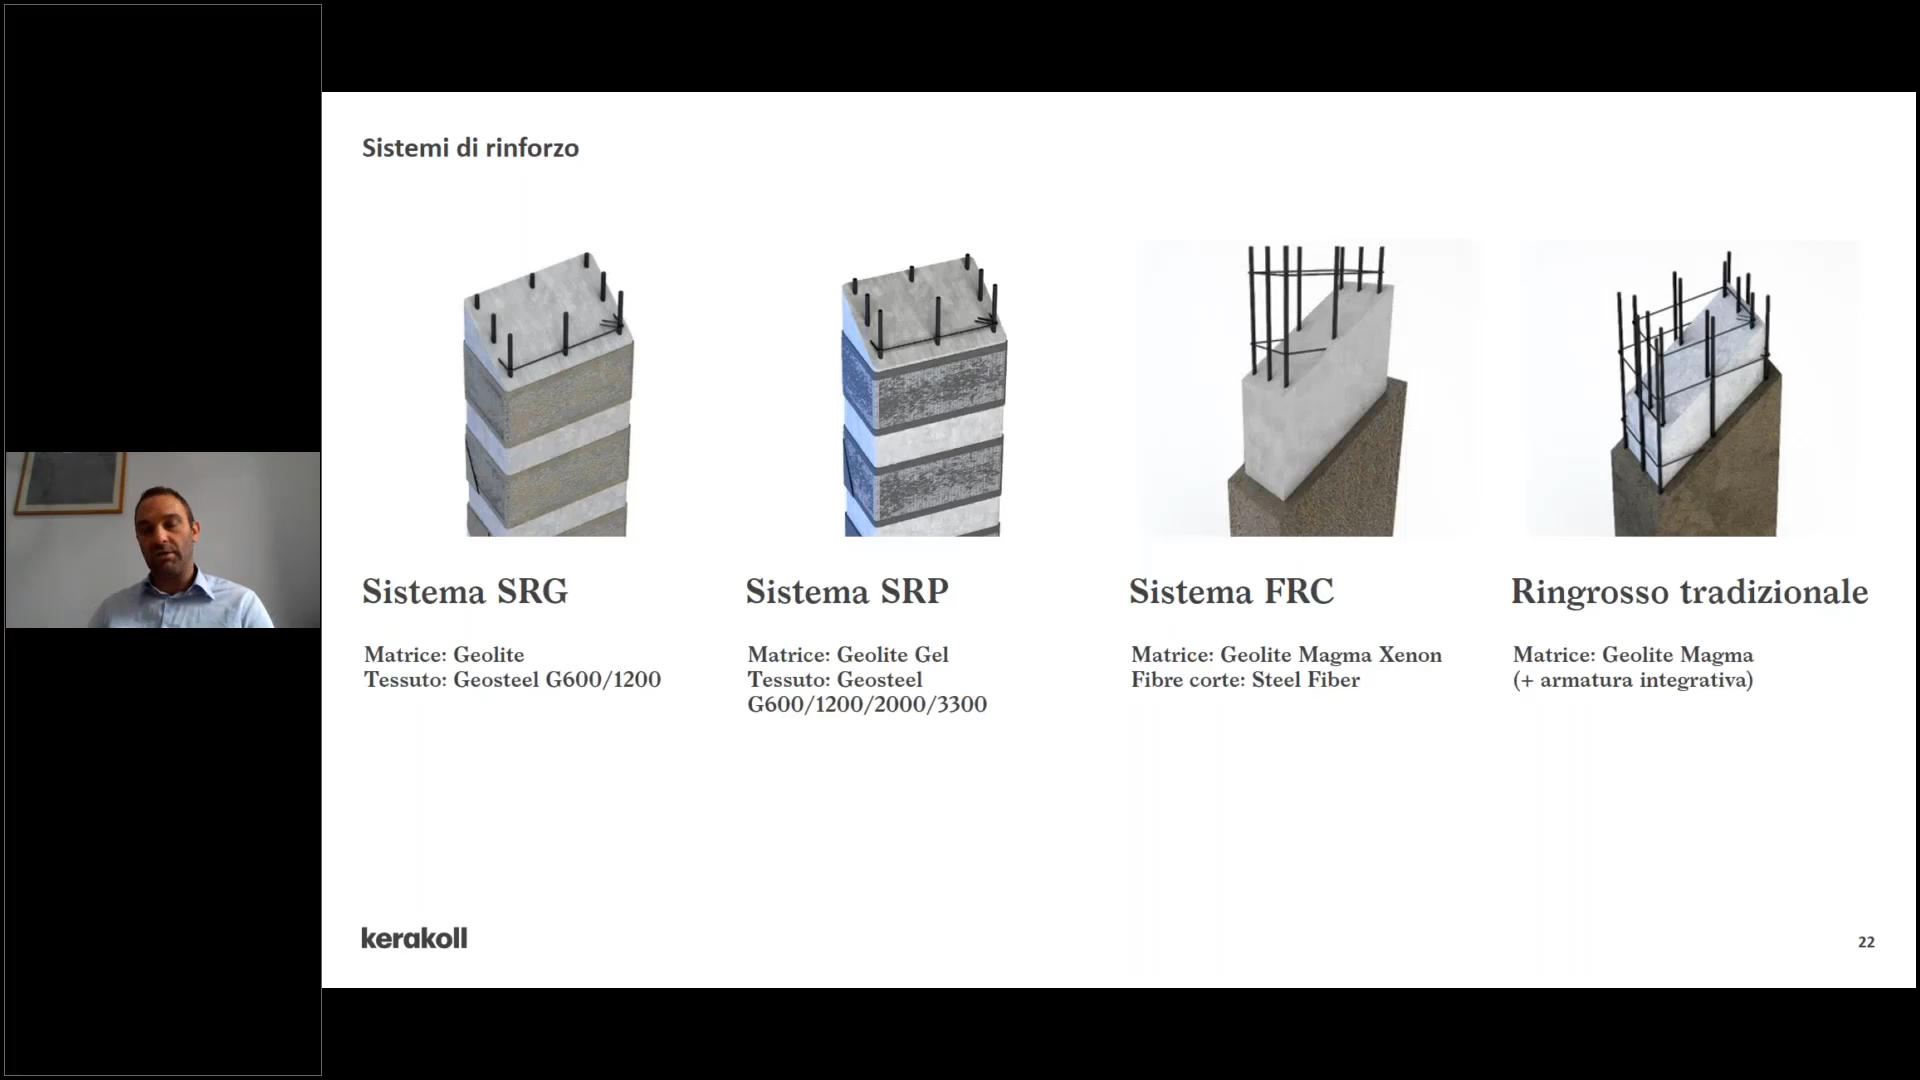 Sistemi di rinforzo
Sistema SRG
Matrice: Geolite
Tessuto: Geosteel G600/1200
Sistema SRP
Matrice: Geolite Gel
Tessuto: Geosteel
G600/1200/2000/3300
Sistema FRC
Matrice: Geolite Magma Xenon
Fibre corte: Steel Fiber
Ringrosso tradizionale
Matrice: Geolite Magma
(+ armatura integrativa)
kerakoll
22